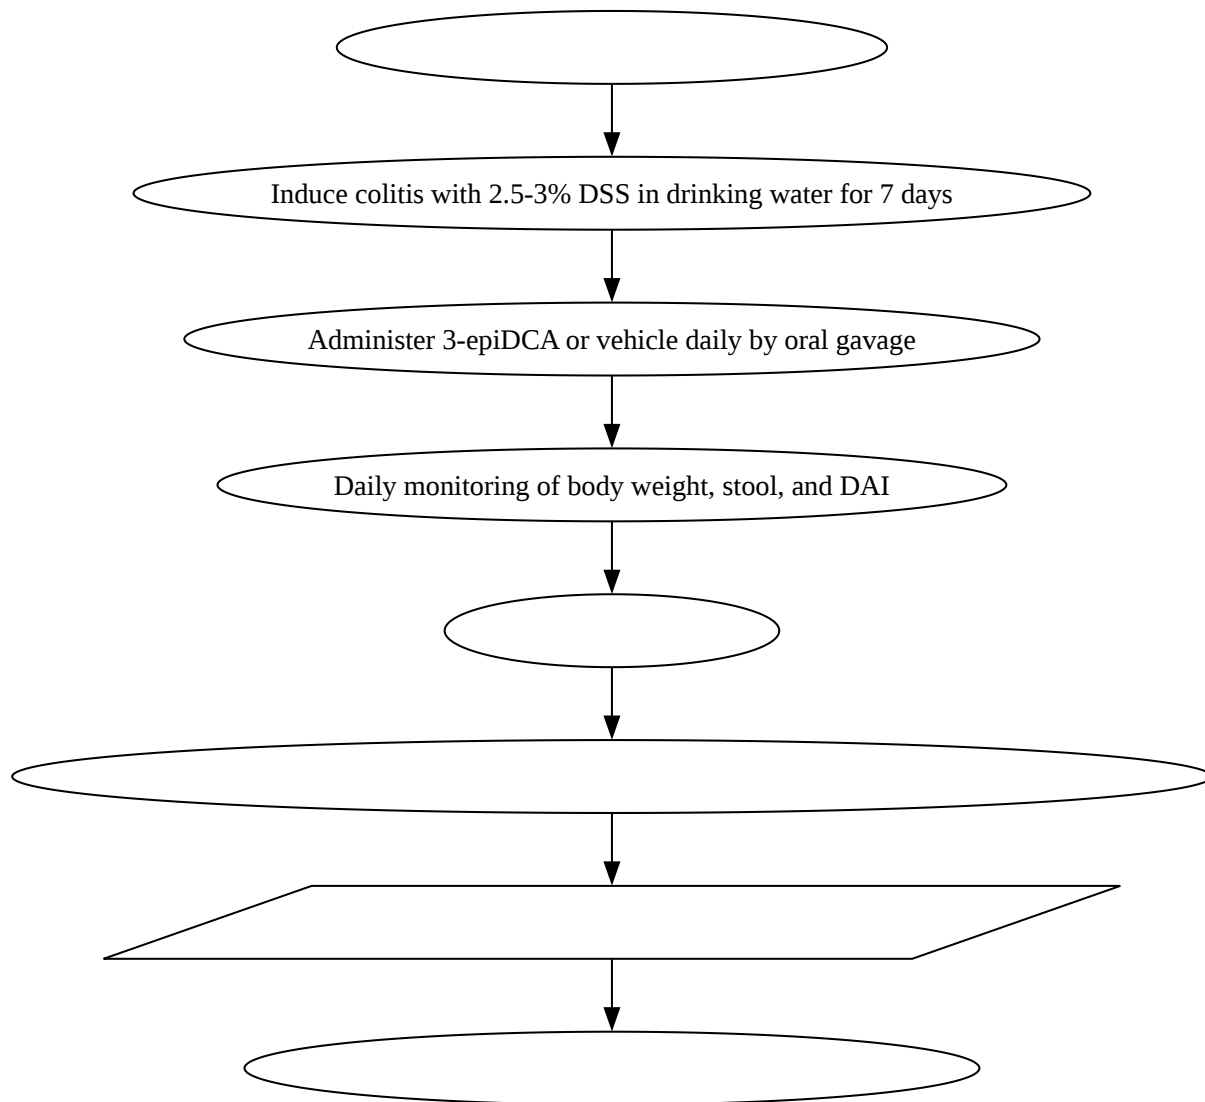 Induce colitis with 2.5-3% DSS in drinking water for 7 days
Administer 3-epiDCA or vehicle daily by oral gavage
Daily monitoring of body weight, stool, and DAI